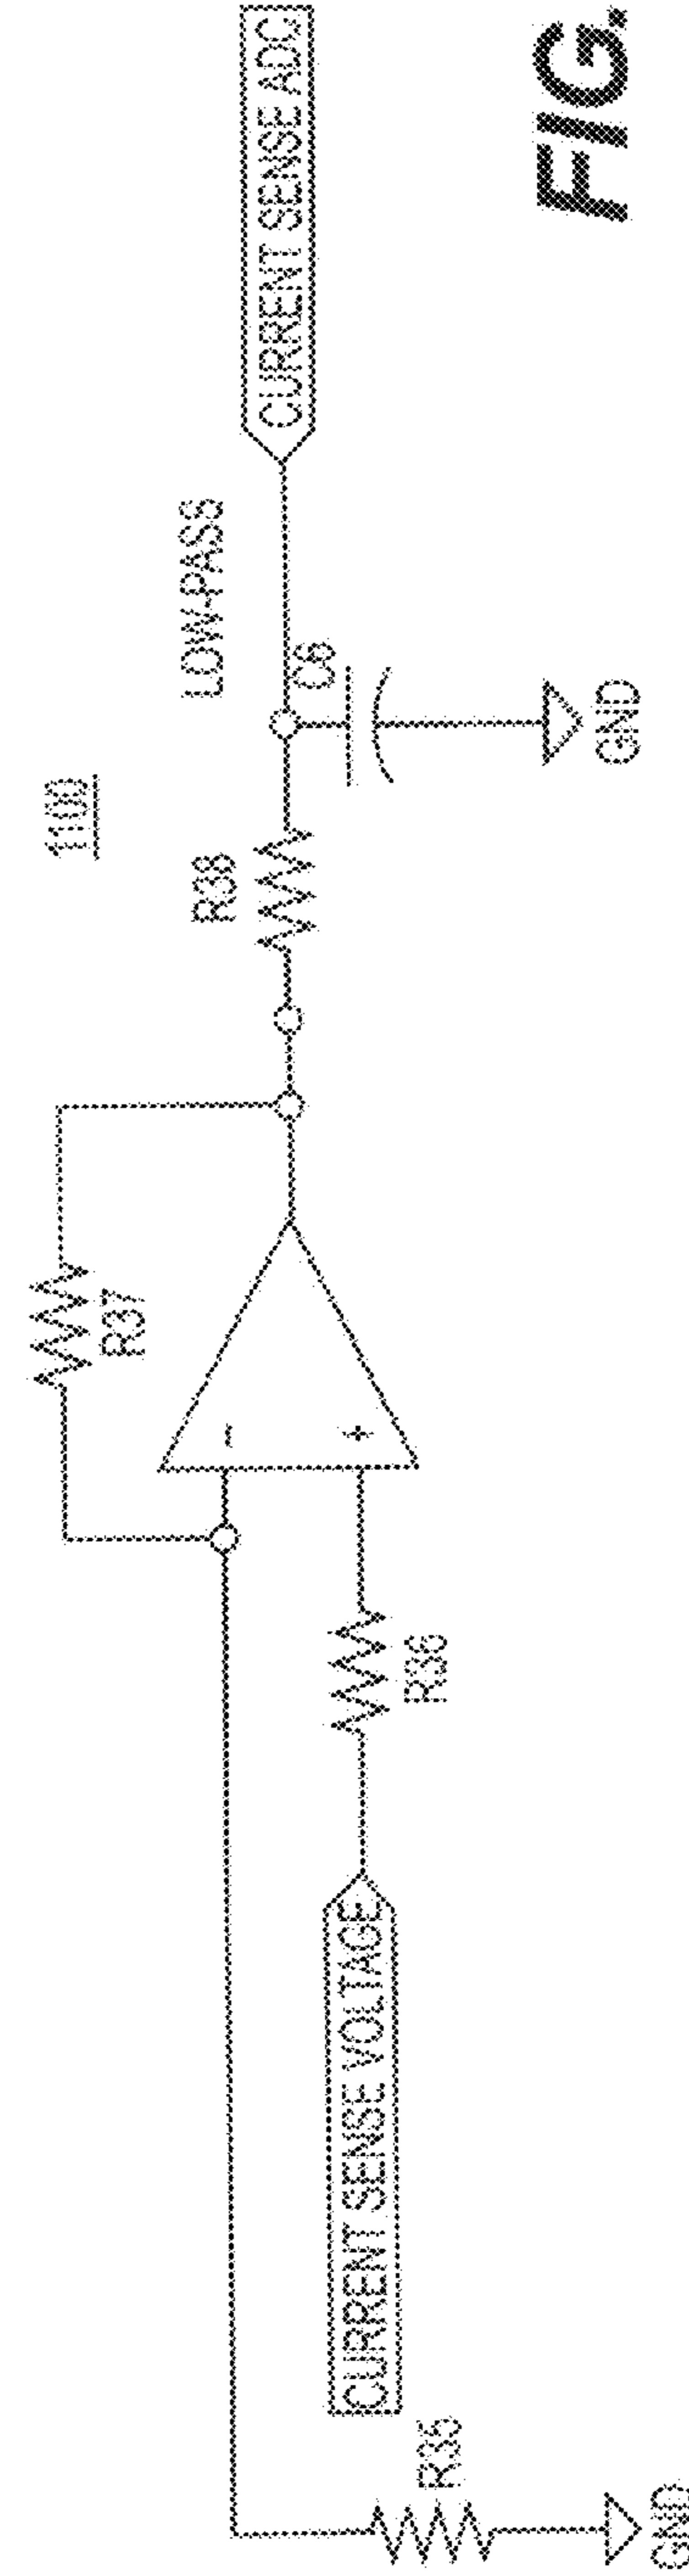 1100
R37
LOW-PASS
R38
C6
CURRENT SENSE ADC
-
+
R36
CURRENT SENSE VOLTAGE
R35
GND
GND
FIG.